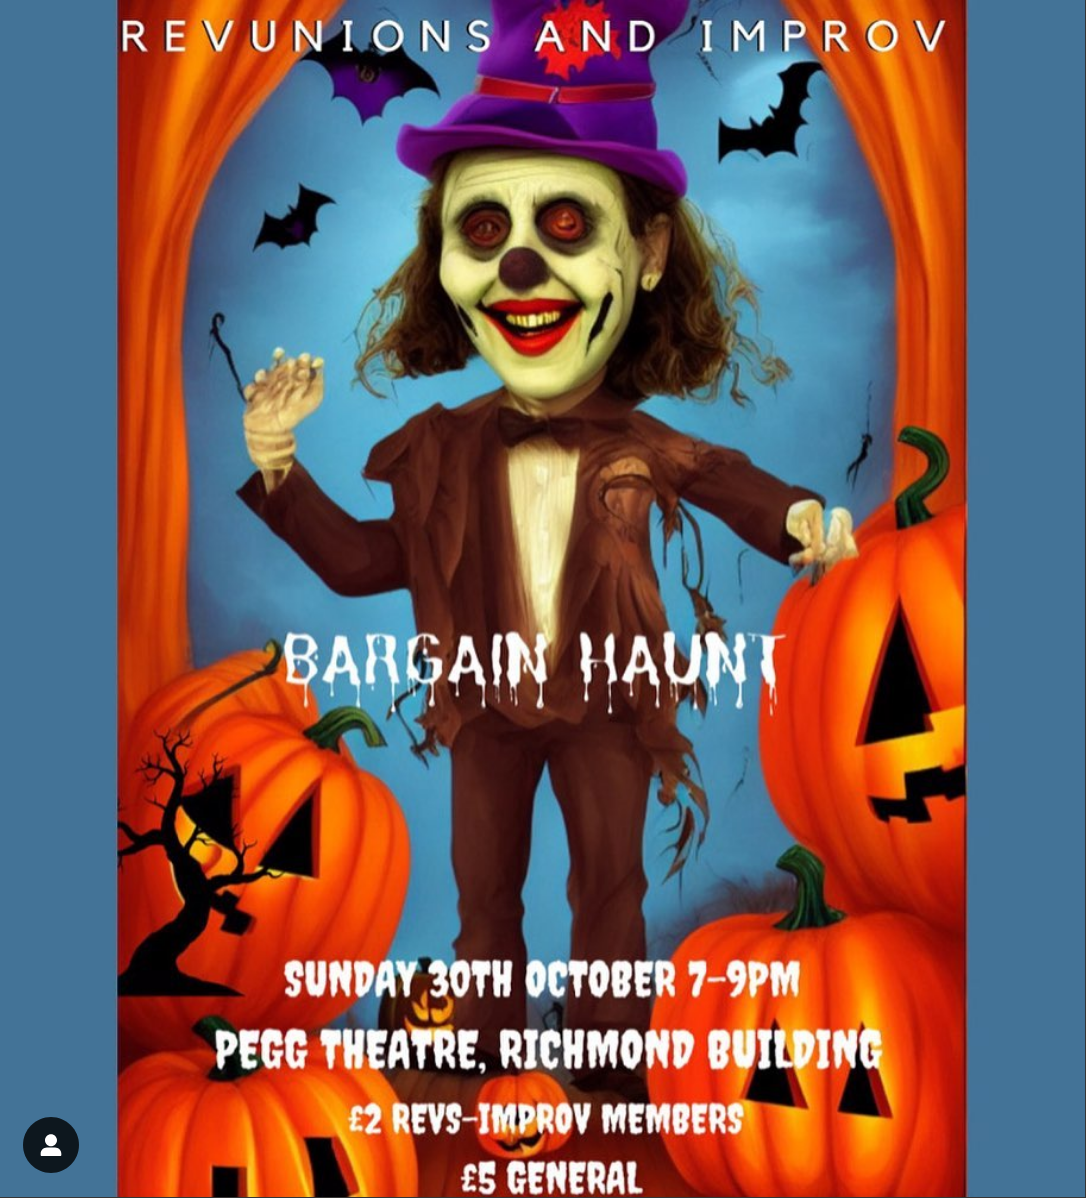 REVUNIONS AND IMPROV
BARGAIN HAUNT
SUNDAY 30TH OCTOBER 7-9PM
PEGG THEATRE, RICHMOND BUILDING
£2 REVS-IMPROV MEMBERS
£5 GENERAL